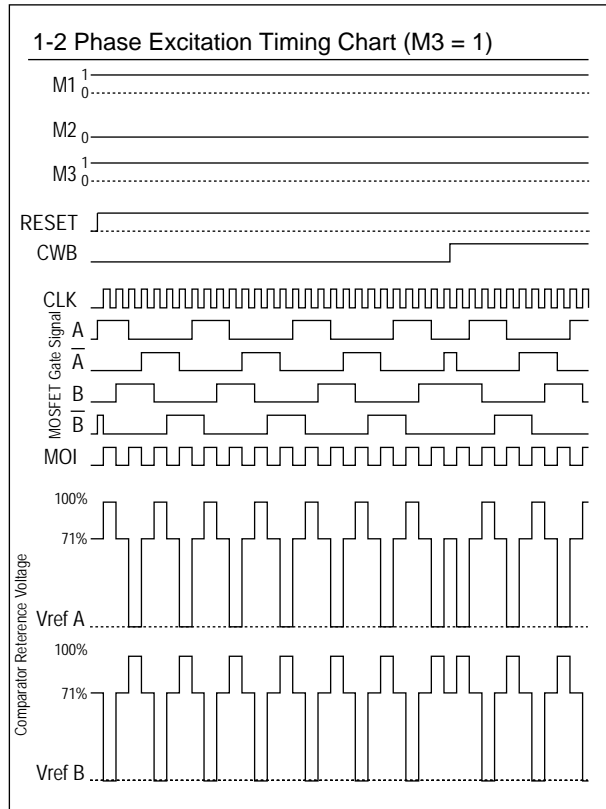 1-2 Phase Excitation Timing Chart (M3 = 1)
M1 1
0
M2 0
M3 1
0
RESET
CWB
CLK
MOSFET Gate Signal
A
A
B
B
MOI
Comparator Reterence Voltage
100%
71%
Vref A
100%
71%
Vref B